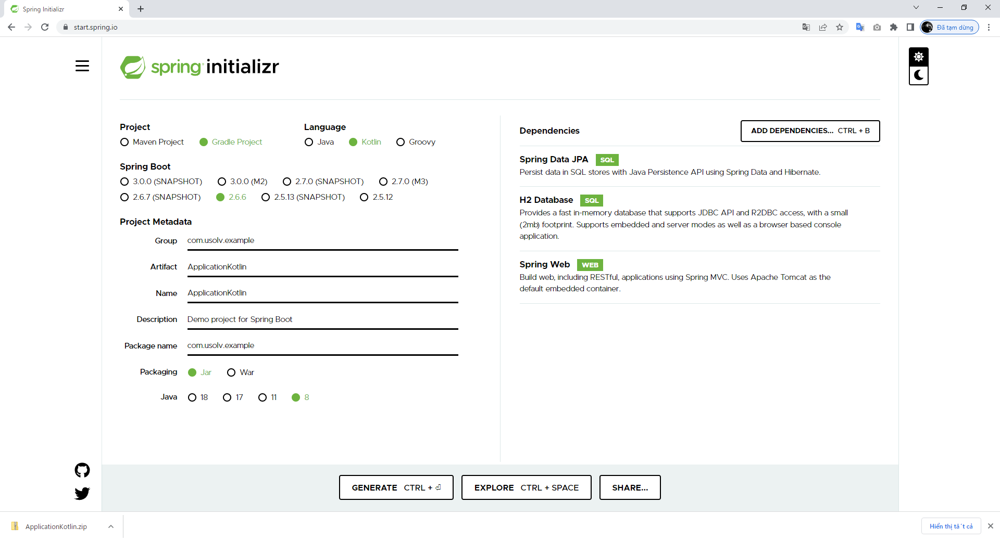 Spring Initializr
start.spring.io
Đã tạm dừng
spring initializr
Project
Maven Project Gradle Project
Language
Java Kotlin Groovy
Spring Boot
3.0.0 (SNAPSHOT) 3.0.0 (M2) 2.7.0 (SNAPSHOT) 2.7.0 (M3)
2.6.7 (SNAPSHOT) 2.6.6 2.5.13 (SNAPSHOT) 2.5.12
Project Metadata
Group com.usolv.example
Artifact ApplicationKotlin
Name ApplicationKotlin
Description Demo project for Spring Boot
Package name com.usolv.example
Packaging Jar War
Java 18 17 11 8
Dependencies
ADD DEPENDENCIES... CTRL + B
Spring Data JPA SQL
Persist data in SQL stores with Java Persistence API using Spring Data and Hibernate.
H2 Database SQL
Provides a fast in-memory database that supports JDBC API and R2DBC access, with a small
(2mb) footprint. Supports embedded and server modes as well as a browser based console
application.
Spring Web WEB
Build web, including RESTful, applications using Spring MVC. Uses Apache Tomcat as the
default embedded container.
GENERATE CTRL + ⏎
EXPLORE CTRL + SPACE
SHARE...
ApplicationKotlin.zip
Hiển thị tất cả